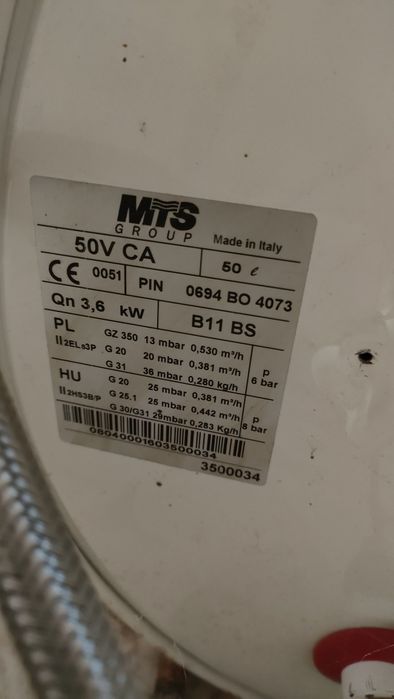 MTS
GROUP
Made in Italy
50V CA
50 ℓ
CE 0051 PIN 0694 BO 4073
Qn 3,6 kW B11 BS
PL GZ 350 13 mbar 0,530 m³/h
II2ELs3P G 20 20 mbar 0,381 m³/h
G 31 36 mbar 0,280 kg/h
p
6 bar
HU G 20 25 mbar 0,381 m³/h
II2HS3B/P G 25.1 25 mbar 0,442 m³/h
G 30/G31 29mbar 0,283 Kg/h
p
8 bar
08040001603500034
3500034